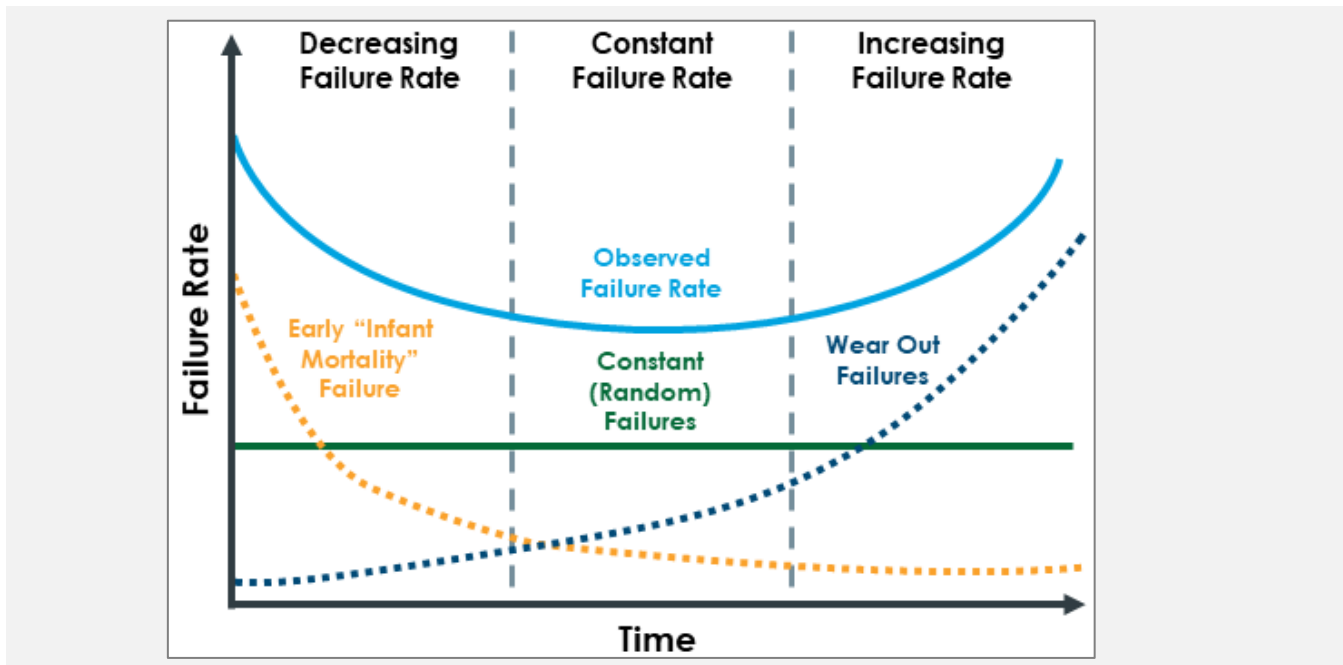 Decreasing
Failure Rate
Constant
Failure Rate
Increasing
Failure Rate
Failure Rate
Observed
Failure Rate
Early “Infant
Mortality”
Failure
Constant
(Random)
Failures
Wear Out
Failures
Time